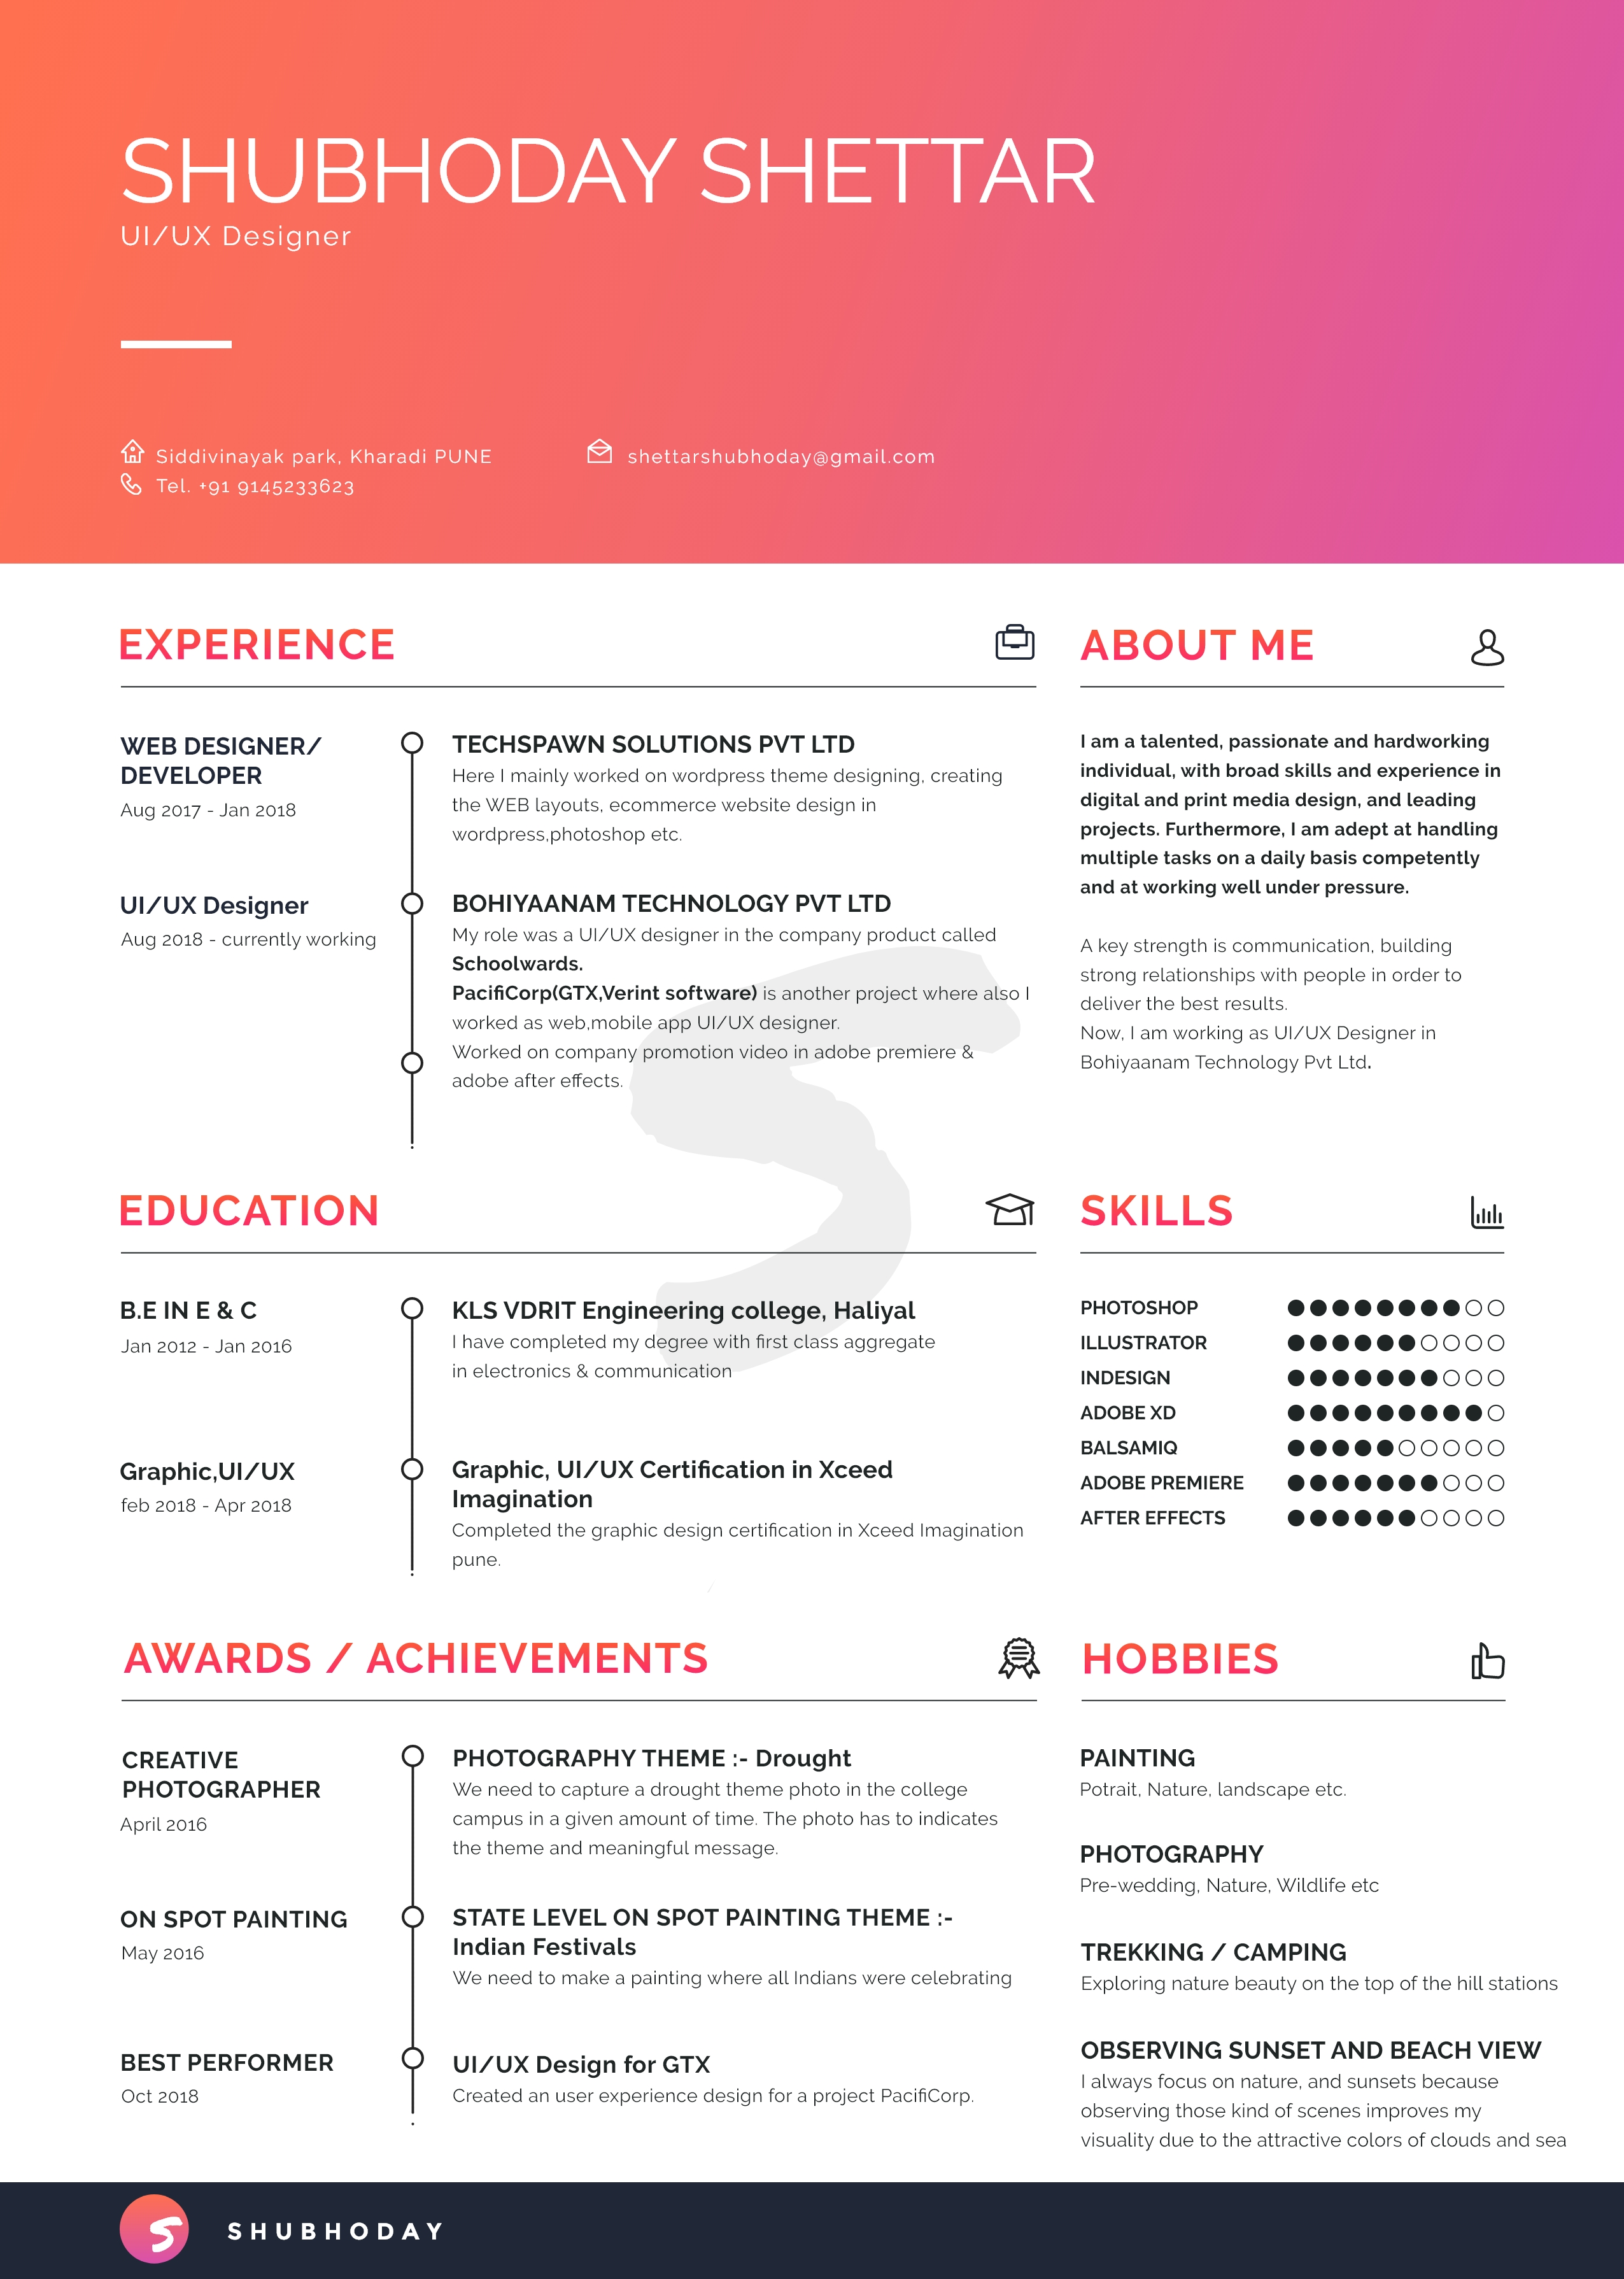 SHUBHODAY SHETTAR
UI/UX Designer
Siddivinayak park, Kharadi PUNE
Tel. +91 9145233623
shettarshubhoday@gmail.com
EXPERIENCE
WEB DESIGNER/
DEVELOPER
Aug 2017 - Jan 2018
TECHSPAWN SOLUTIONS PVT LTD
Here I mainly worked on wordpress theme designing, creating
the WEB layouts, ecommerce website design in
wordpress,photoshop etc.
UI/UX Designer
Aug 2018 - currently working
BOHIYAANAM TECHNOLOGY PVT LTD
My role was a UI/UX designer in the company product called
Schoolwards.
PacifiCorp(GTX,Verint software) is another project where also I
worked as web,mobile app UI/UX designer.
Worked on company promotion video in adobe premiere &
adobe after effects.
ABOUT ME
I am a talented, passionate and hardworking
individual, with broad skills and experience in
digital and print media design, and leading
projects. Furthermore, I am adept at handling
multiple tasks on a daily basis competently
and at working well under pressure.
A key strength is communication, building
strong relationships with people in order to
deliver the best results.
Now, I am working as UI/UX Designer in
Bohiyaanam Technology Pvt Ltd.
EDUCATION
B.E IN E & C
Jan 2012 - Jan 2016
KLS VDRIT Engineering college, Haliyal
I have completed my degree with first class aggregate
in electronics & communication
Graphic,UI/UX
feb 2018 - Apr 2018
Graphic, UI/UX Certification in Xceed
Imagination
Completed the graphic design certification in Xceed Imagination
pune.
SKILLS
PHOTOSHOP
ILLUSTRATOR
INDESIGN
ADOBE XD
BALSAMIQ
ADOBE PREMIERE
AFTER EFFECTS
AWARDS / ACHIEVEMENTS
CREATIVE
PHOTOGRAPHER
April 2016
PHOTOGRAPHY THEME :- Drought
We need to capture a drought theme photo in the college
campus in a given amount of time. The photo has to indicates
the theme and meaningful message.
ON SPOT PAINTING
May 2016
STATE LEVEL ON SPOT PAINTING THEME :-
Indian Festivals
We need to make a painting where all Indians were celebrating
BEST PERFORMER
Oct 2018
UI/UX Design for GTX
Created an user experience design for a project PacifiCorp.
HOBBIES
PAINTING
Potrait, Nature, landscape etc.
PHOTOGRAPHY
Pre-wedding, Nature, Wildlife etc
TREKKING / CAMPING
Exploring nature beauty on the top of the hill stations
OBSERVING SUNSET AND BEACH VIEW
I always focus on nature, and sunsets because
observing those kind of scenes improves my
visuality due to the attractive colors of clouds and sea
S SHUBHODAY